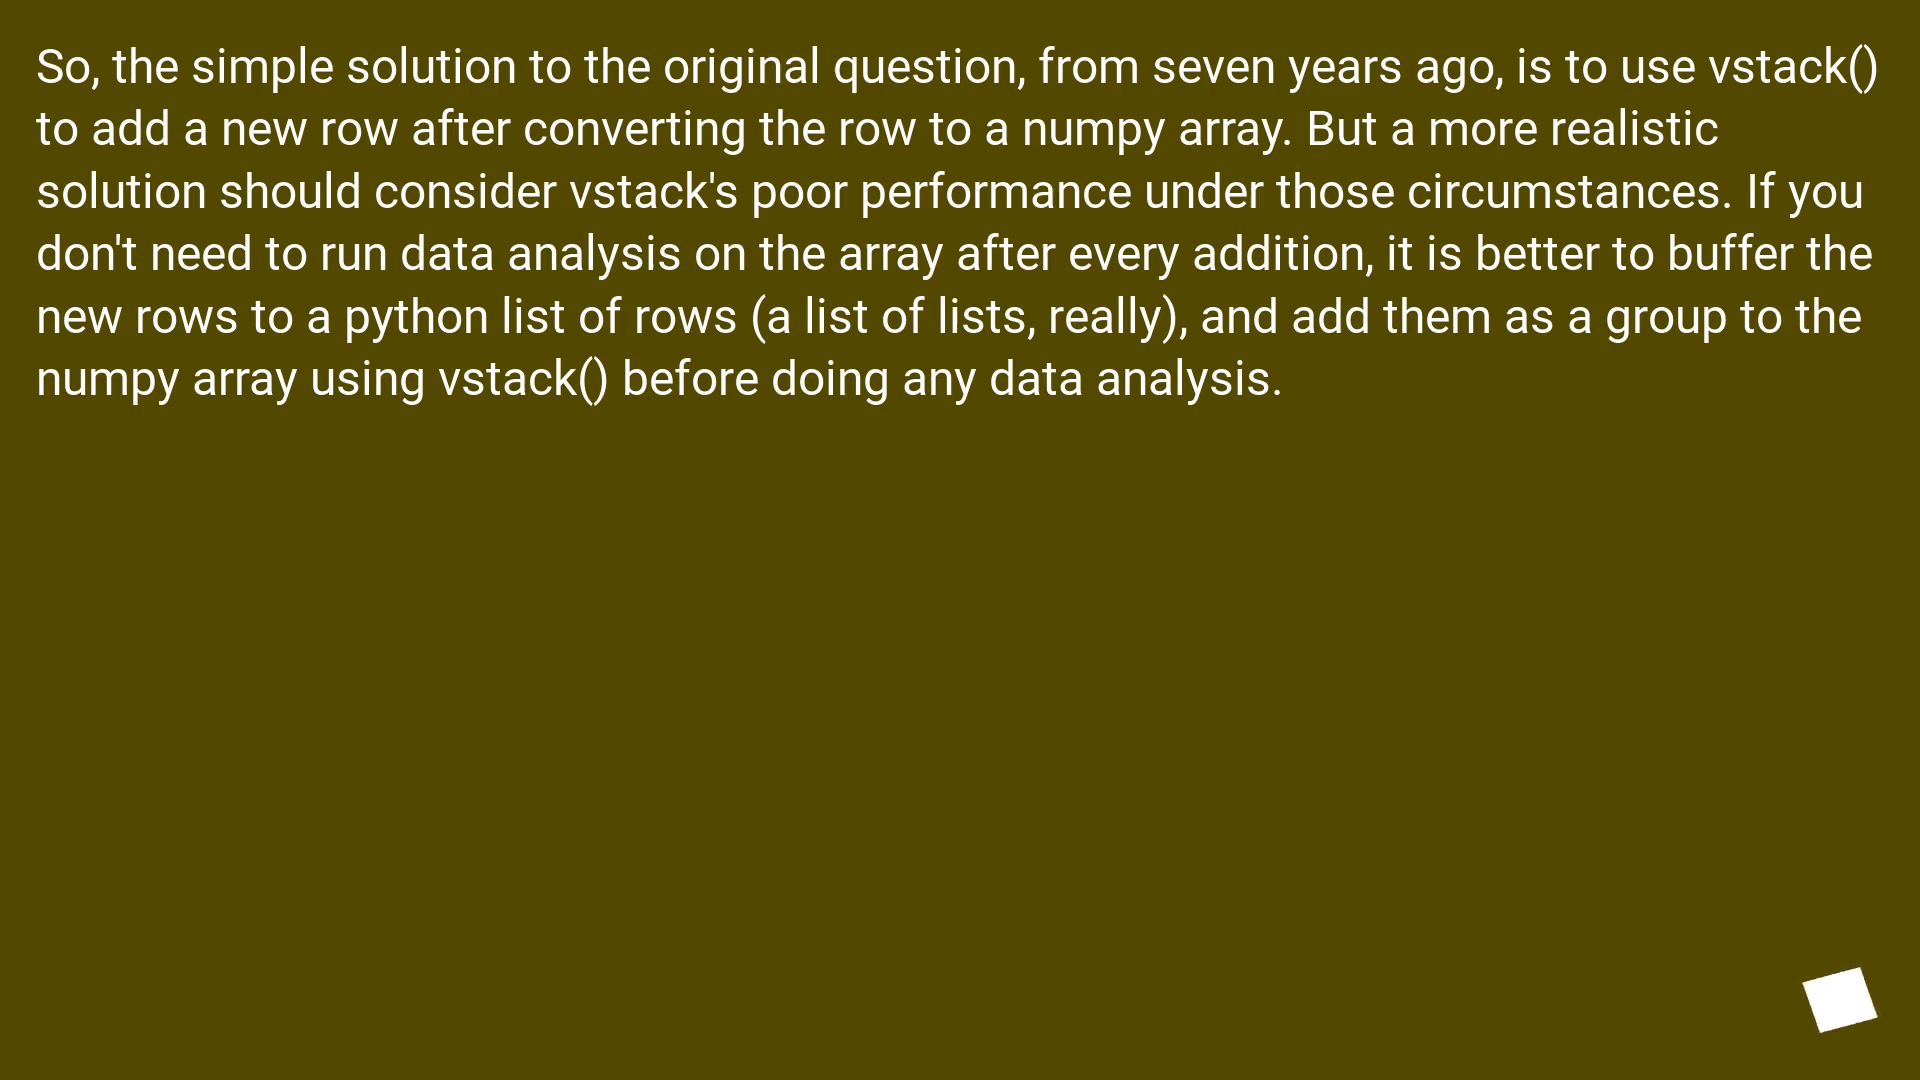 So, the simple solution to the original question, from seven years ago, is to use vstack()
to add a new row after converting the row to a numpy array. But a more realistic
solution should consider vstack's poor performance under those circumstances. If you
don't need to run data analysis on the array after every addition, it is better to buffer the
new rows to a python list of rows (a list of lists, really), and add them as a group to the
numpy array using vstack() before doing any data analysis.